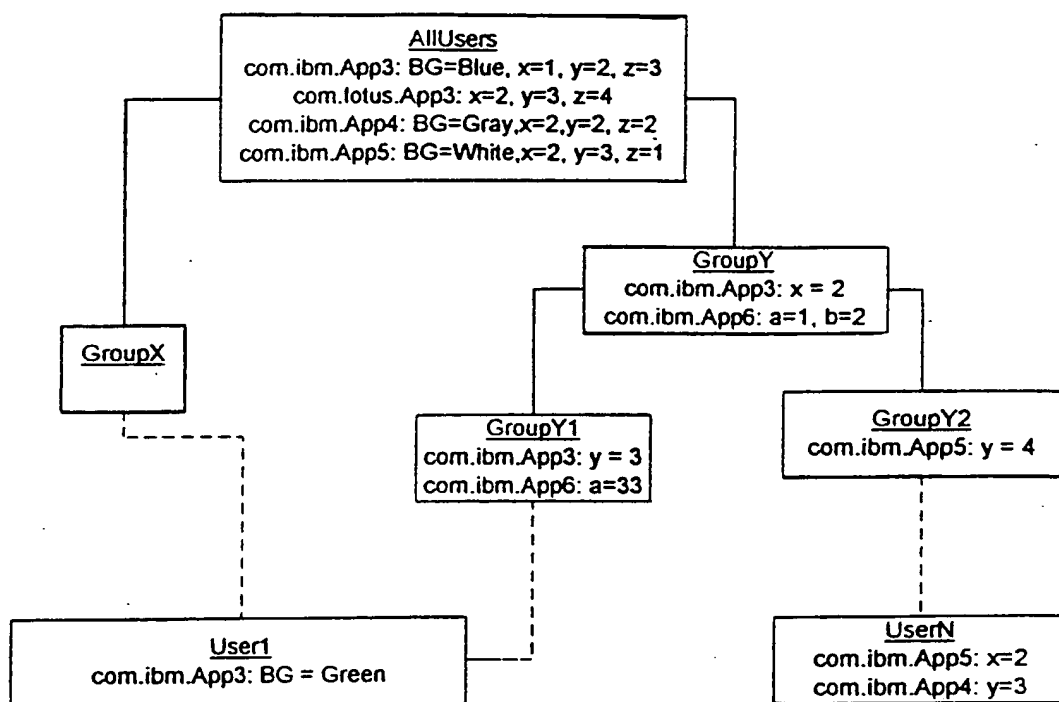 AllUsers
com.ibm.App3: BG=Blue, x=1, y=2, z=3
com.lotus.App3: x=2, y=3, z=4
com.ibm.App4: BG=Gray,x=2,y=2, z=2
com.ibm.App5: BG=White,x=2, y=3, z=1
GroupY
com.ibm.App3: x = 2
com.ibm.App6: a=1, b=2
GroupX
GroupY1
com.ibm.App3: y = 3
com.ibm.App6: a=33
GroupY2
com.ibm.App5: y = 4
User1
com.ibm.App3: BG = Green
UserN
com.ibm.App5: x=2
com.ibm.App4: y=3